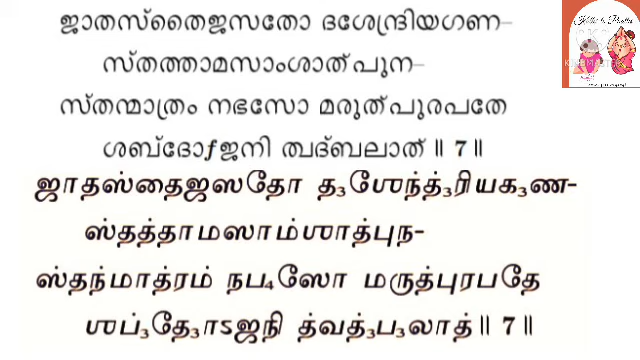 ജാതസ്തൈജസതോ ദശേന്ദ്രിയഗണ–
സ്തത്താമസാംശാത്പുന–
സ്തന്മാത്രം നഭസോ മരുത്പുരപതേ
ശബ്ദോƒജനി ത്വദ്ബലാത് ॥ 7॥
ஜாதஸ்தைஜஸதோ த₃ஶேந்த்₃ரியக₃ண-
ஸ்தத்தாமஸாம்ஶாத்புந-
ஸ்தந்மாத்ரம் நப₄ஸோ மருத்புரபதே
ஶப்₃தோ₃ऽஜநி த்வத்₃ப₃லாத்॥ 7॥